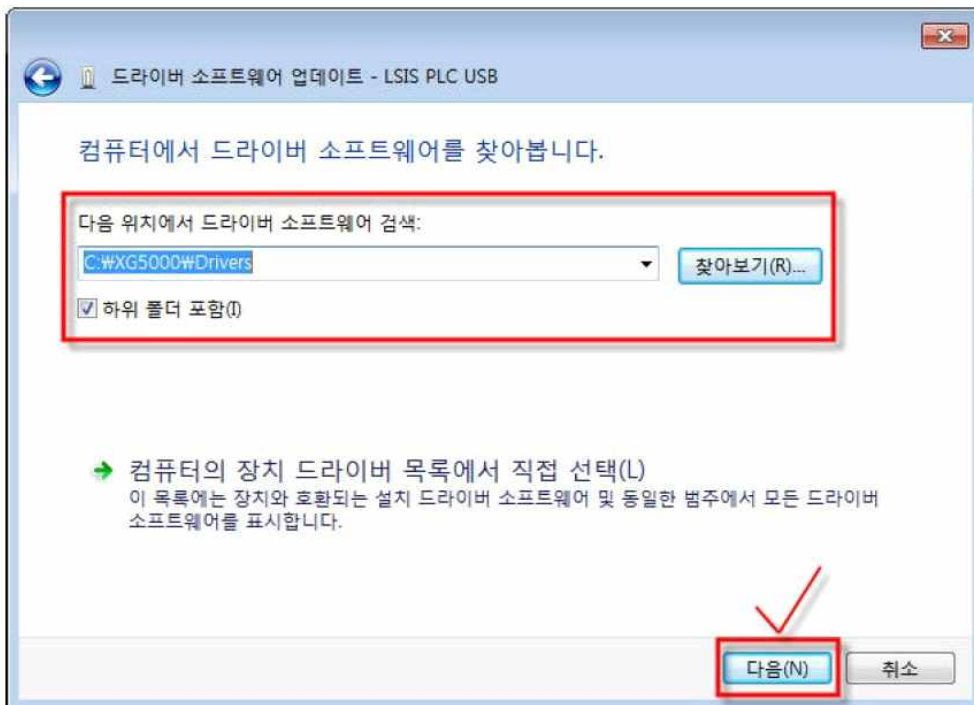 드라이버 소프트웨어 업데이트 - LSIS PLC USB
컴퓨터에서 드라이버 소프트웨어를 찾아봅니다.
다음 위치에서 드라이버 소프트웨어 검색:
C:₩XG5000₩Drivers
찾아보기(R)...
하위 폴더 포함(I)
컴퓨터의 장치 드라이버 목록에서 직접 선택(L)
이 목록에는 장치와 호환되는 설치 드라이버 소프트웨어 및 동일한 범주에서 모든 드라이버
소프트웨어를 표시합니다.
다음(N)
취소